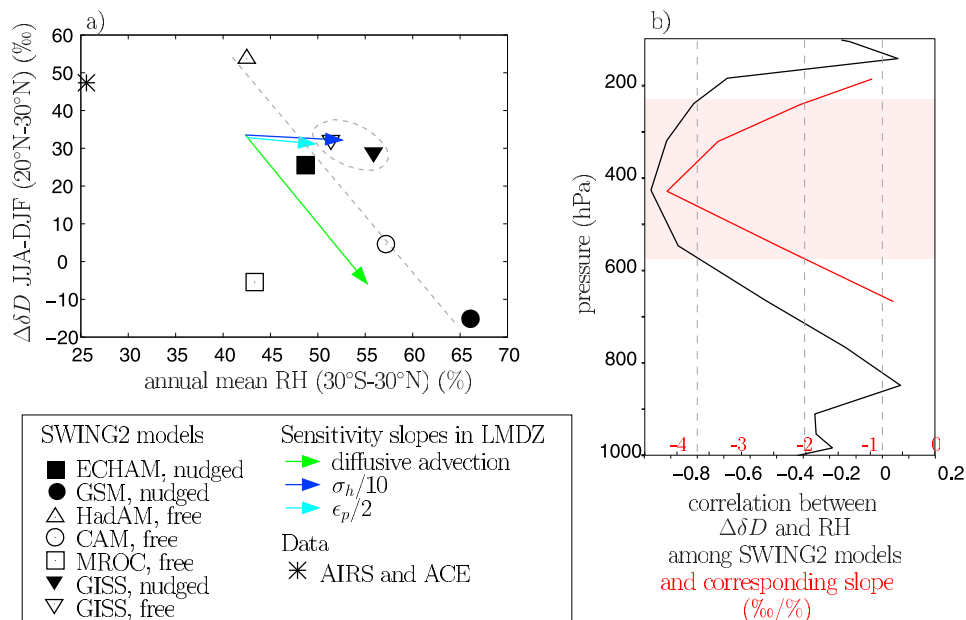 a)
ΔδD JJA-DJF (20°N-30°N) (‰)
60
50
40
30
20
10
0
−10
−20
25
30
35
40
45
50
55
60
65
70
annual mean RH (30°S-30°N) (%)
b)
pressure (hPa)
200
400
600
800
1000
-4
-3
-2
-1
0
−0.8
−0.6
−0.4
−0.2
0
0.2
correlation between
ΔδD and RH
among SWING2 models
and corresponding slope
(‰/%)
SWING2 models
ECHAM, nudged
GSM, nudged
HadAM, free
CAM, free
MROC, free
GISS, nudged
GISS, free
Sensitivity slopes in LMDZ
diffusive advection
σh/10
ϵp/2
Data
AIRS and ACE